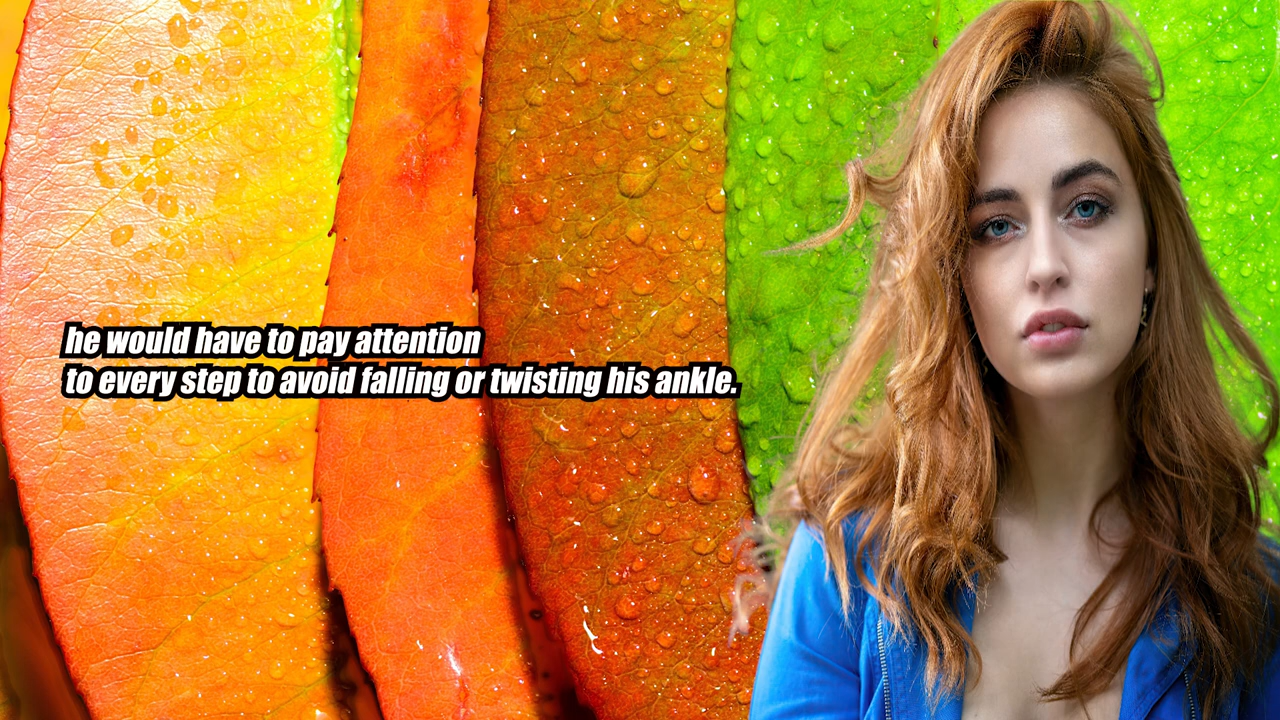 he would have to pay attention
to every step to avoid falling or twisting his ankle.